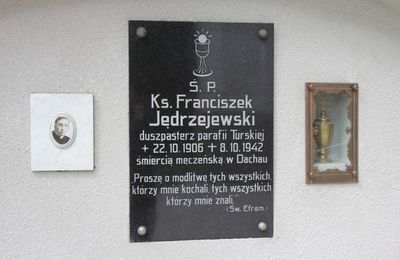 Ś. P.
Ks. Franciszek
Jędrzejewski
duszpasterz parafii Turskiej
+ 22.10.1906 + 8.10.1942
śmiercią męczeńską w Dachau
„Proszę o modlitwę tych wszystkich,
którzy mnie kochali, tych wszystkich
którzy mnie znali.”
(Św. Efrem.)